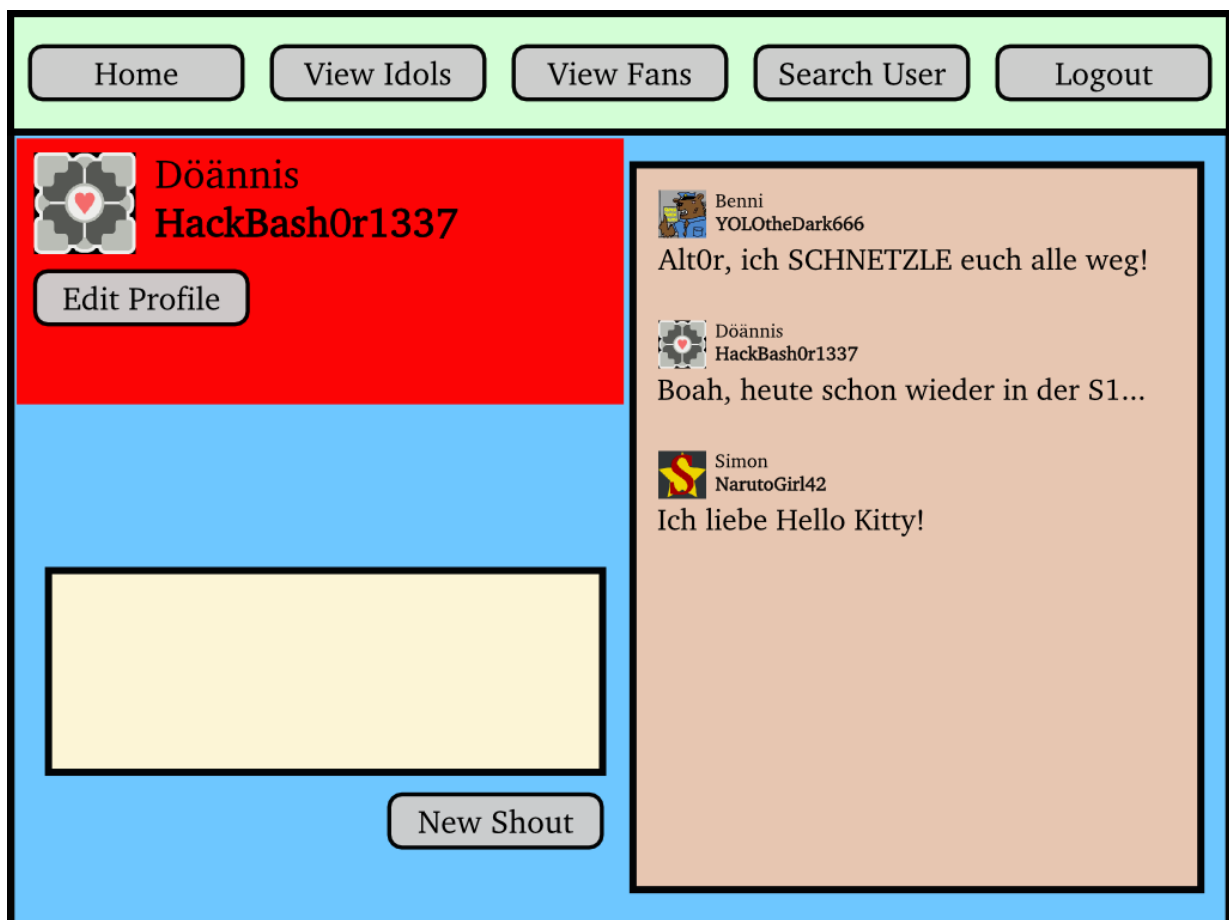 Home
View Idols
View Fans
Search User
Logout
Döännis
HackBash0r1337
Edit Profile
New Shout
Benni
YOLOtheDark666
Alt0r, ich SCHNETZLE euch alle weg!
Döännis
HackBash0r1337
Boah, heute schon wieder in der S1...
S
Simon
NarutoGirl42
Ich liebe Hello Kitty!